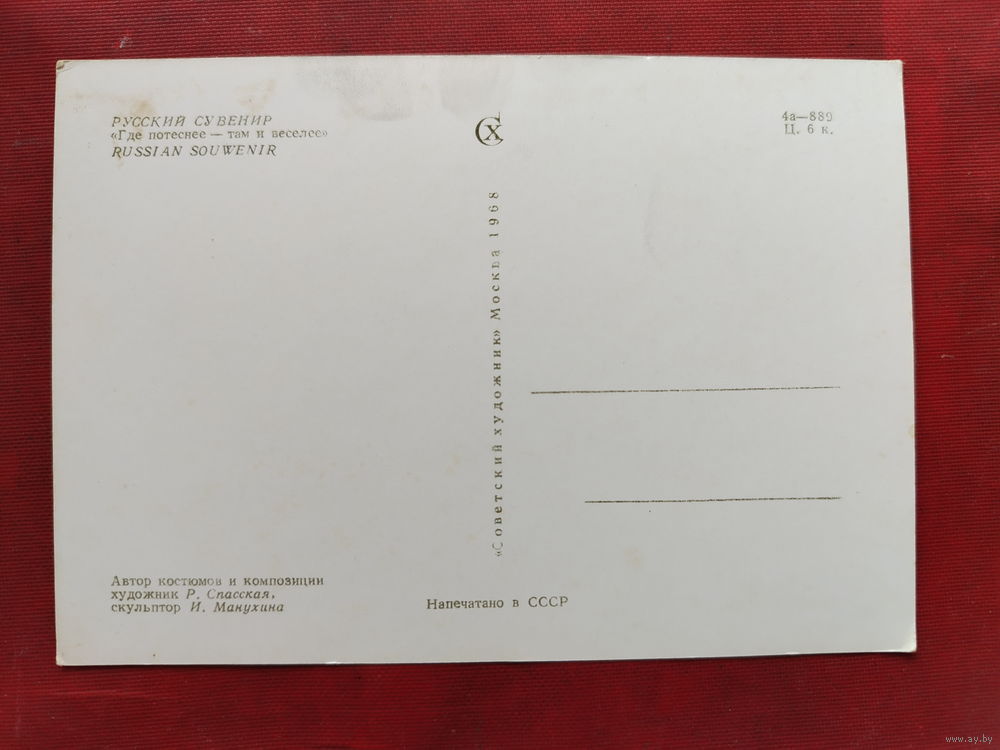 РУССКИЙ СУВЕНИР
«Где потеснее — там и веселее»
RUSSIAN SOUWENIR
СХ
4а—889
Ц. 6 к.
«Советский художник» Москва 1968
Автор костюмов и композиции
художник Р. Спасская,
скульптор И. Манухина
Напечатано в СССР
www.ay.by